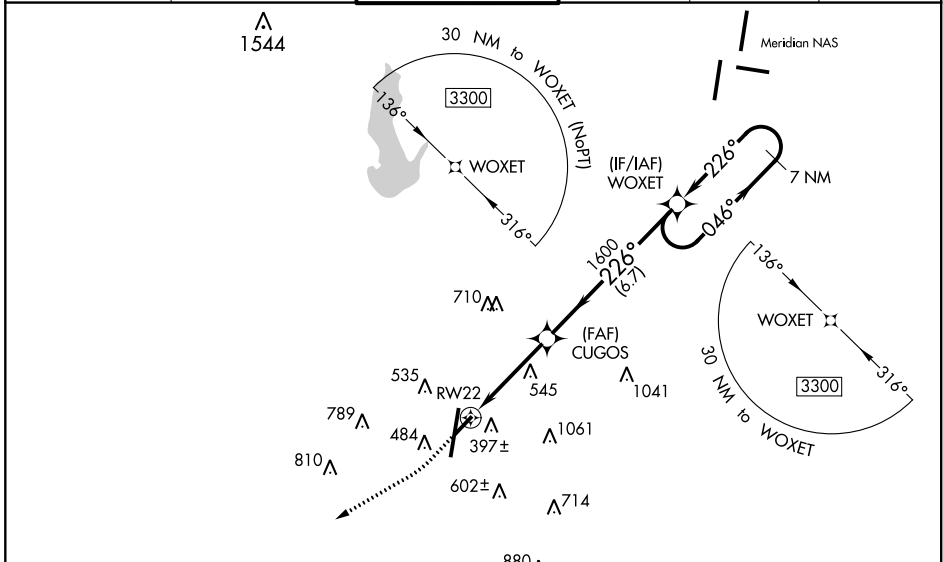 1544
30 NM to WOXET (NoPT)
3300
136°
WOXET
316°
Meridian NAS
(IF/IAF)
WOXET
226°
7 NM
046°
1600
226°
(6.7)
136°
WOXET
316°
3300
30 NM to WOXET
710
(FAF)
CUGOS
535
545
1041
RW22
789
484
397±
1061
810
602±
714
880